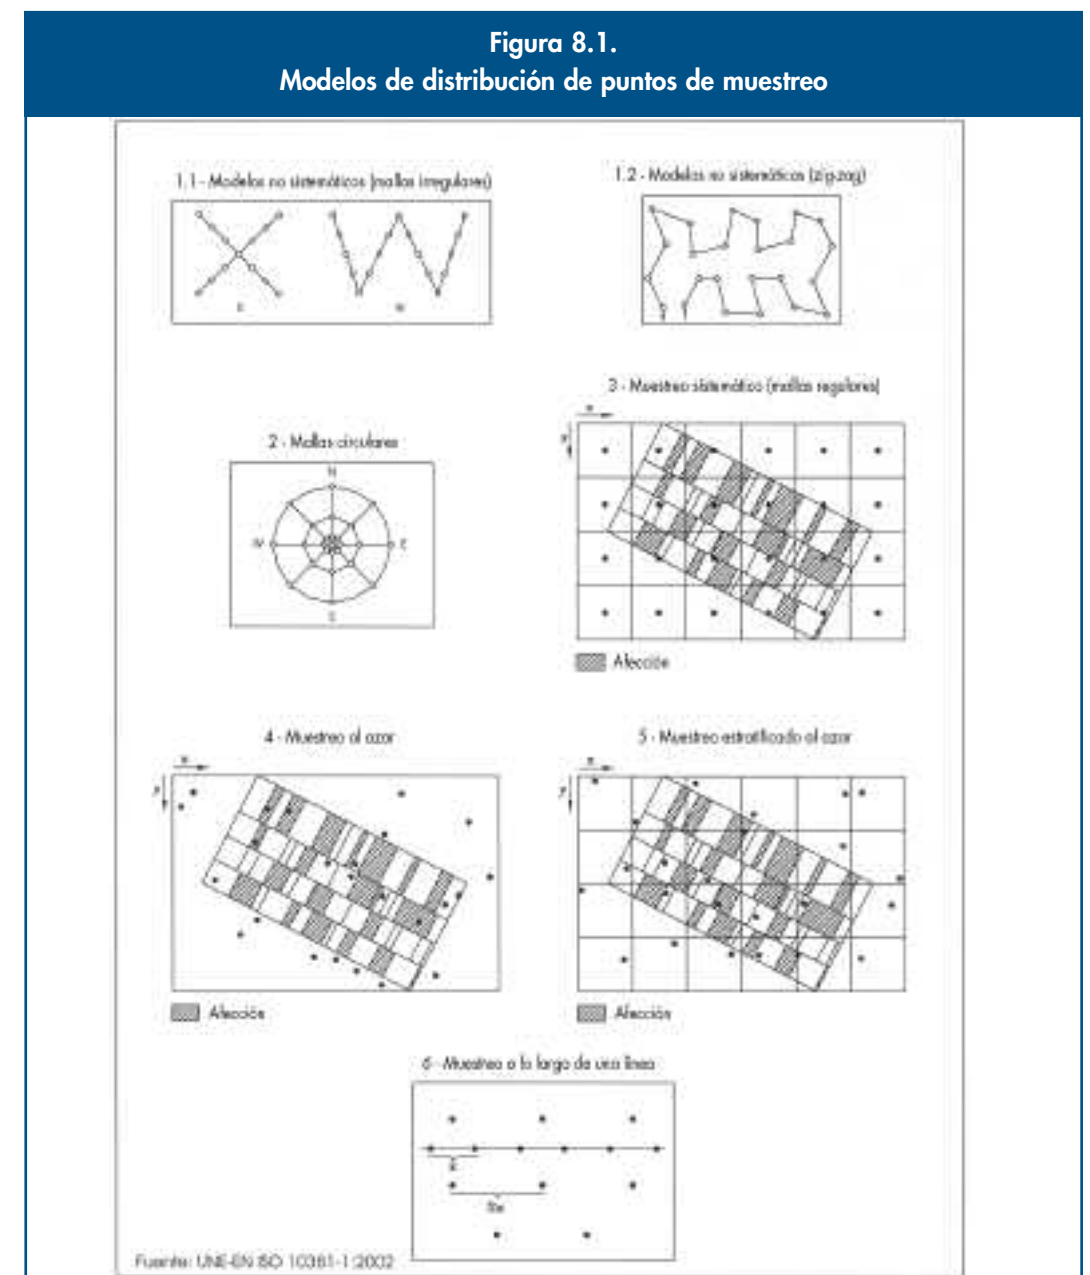 Figura 8.1.
Modelos de distribución de puntos de muestreo
1.1 - Modelos no sistemáticos (mallas irregulares)
1.2 - Modelos no sistemáticos (zig-zag)
3 - Muestreo sistemático (mallas regulares)
2 - Mallas circulares
N
W
E
S
Afección
4 - Muestreo al azar
5 - Muestreo estratificado al azar
Afección
Afección
6 - Muestreo a lo largo de una línea
Fuente: UNE-EN ISO 10381-1:2002